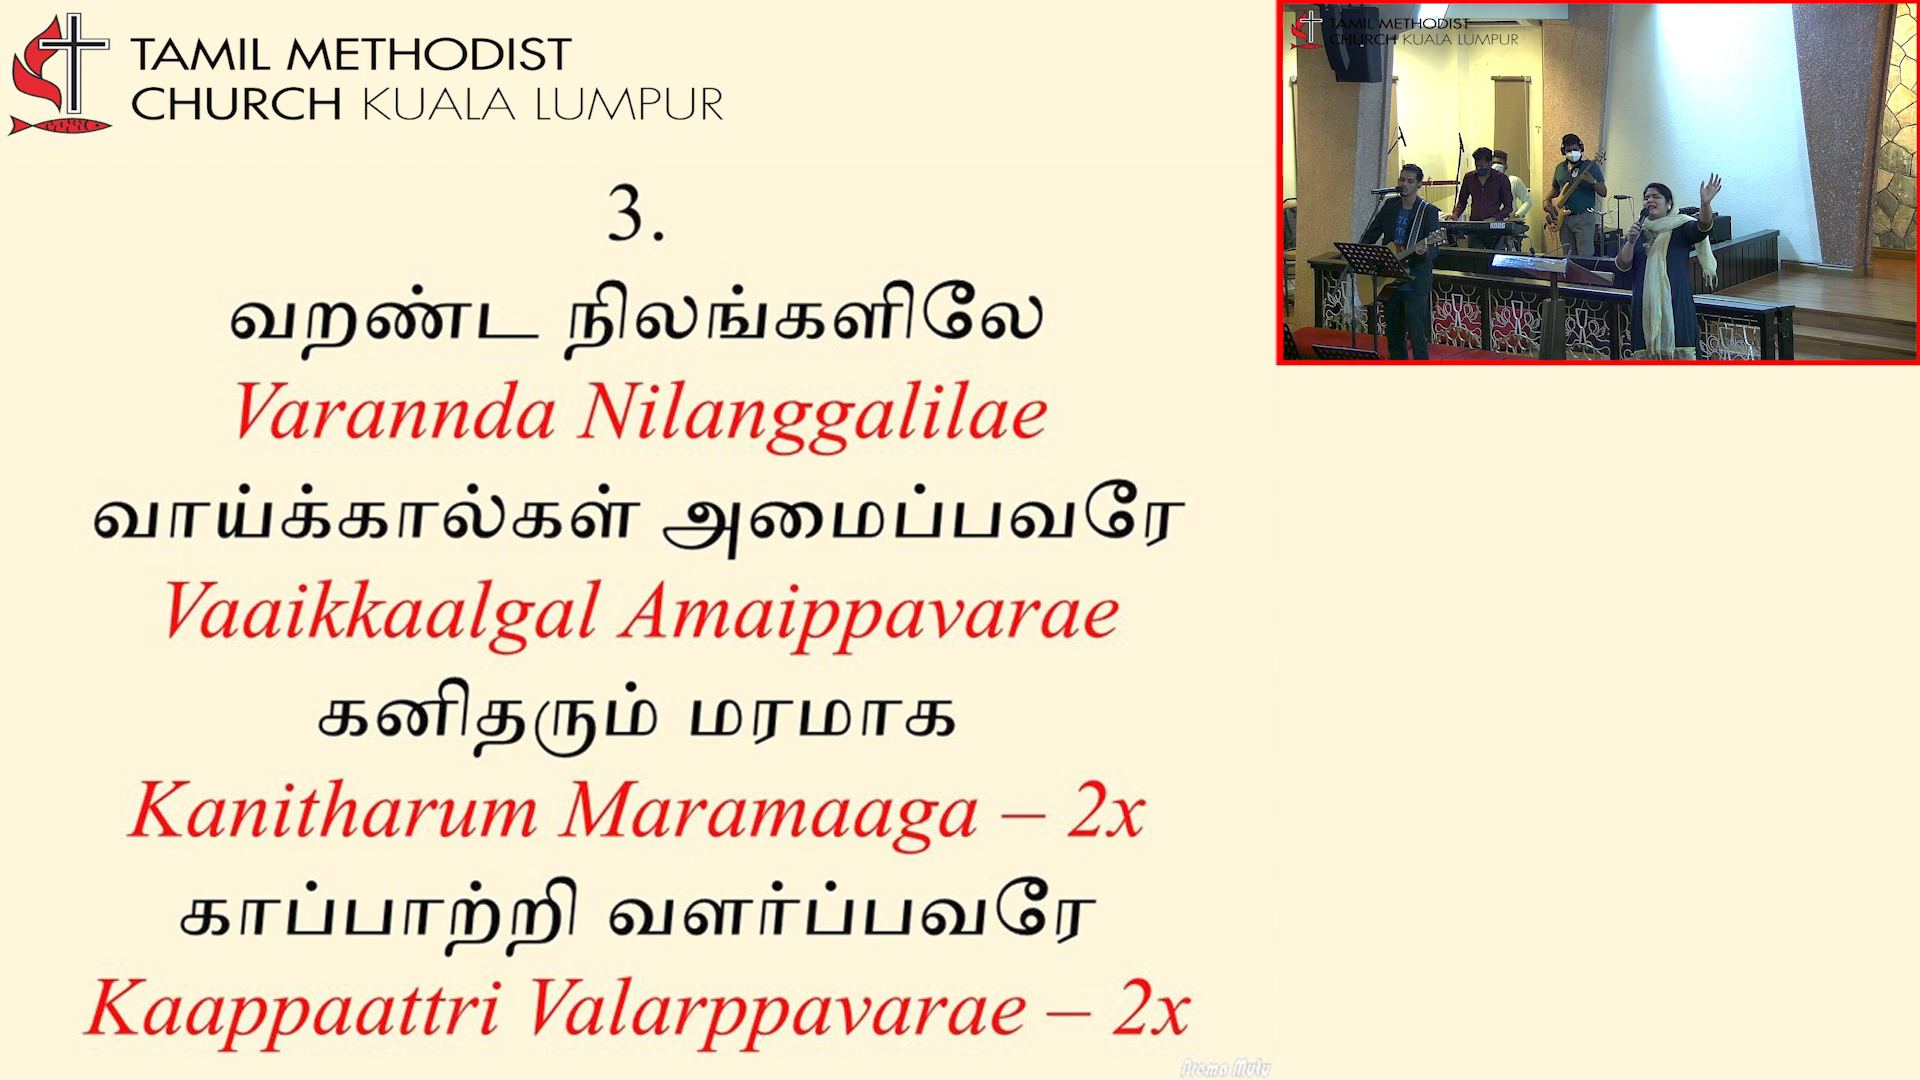 TAMIL METHODIST
CHURCH KUALA LUMPUR
TAMIL METHODIST
CHURCH KUALA LUMPUR
KORG
3.
வறண்ட நிலங்களிலே
Varannda Nilanggalilae
வாய்க்கால்கள் அமைப்பவரே
Vaaikkaalgal Amaippavarae
கனிதரும் மரமாக
Kanitharum Maramaaga – 2x
காப்பாற்றி வளர்ப்பவரே
Kaappaattri Valarppavarae – 2x